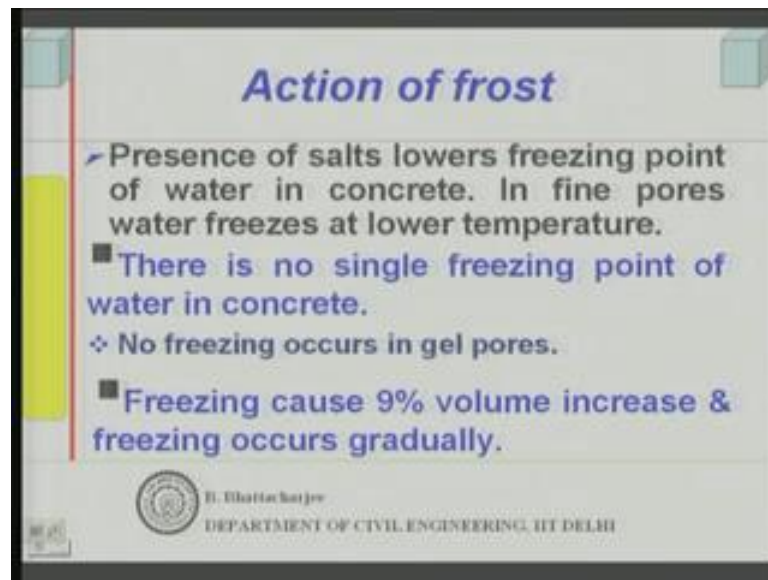 Action of frost
Presence of salts lowers freezing point
of water in concrete. In fine pores
water freezes at lower temperature.
There is no single freezing point of
water in concrete.
No freezing occurs in gel pores.
Freezing cause 9% volume increase &
freezing occurs gradually.
B. Bhattacharjee
DEPARTMENT OF CIVIL ENGINEERING, IIT DELHI